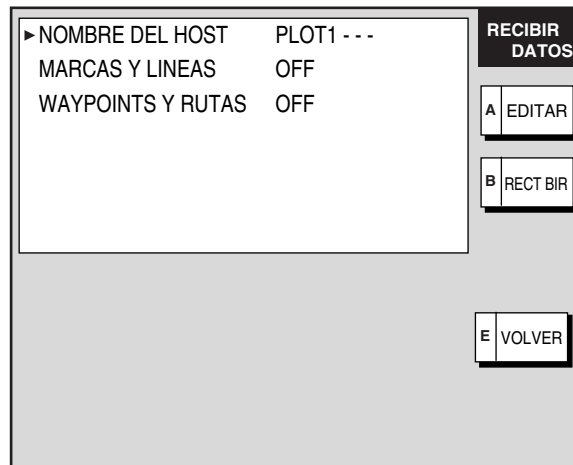 ▸NOMBRE DEL HOST PLOT1 - - -
MARCAS Y LINEAS OFF
WAYPOINTS Y RUTAS OFF
RECIBIR
DATOS
A EDITAR
B RECT BIR
E VOLVER